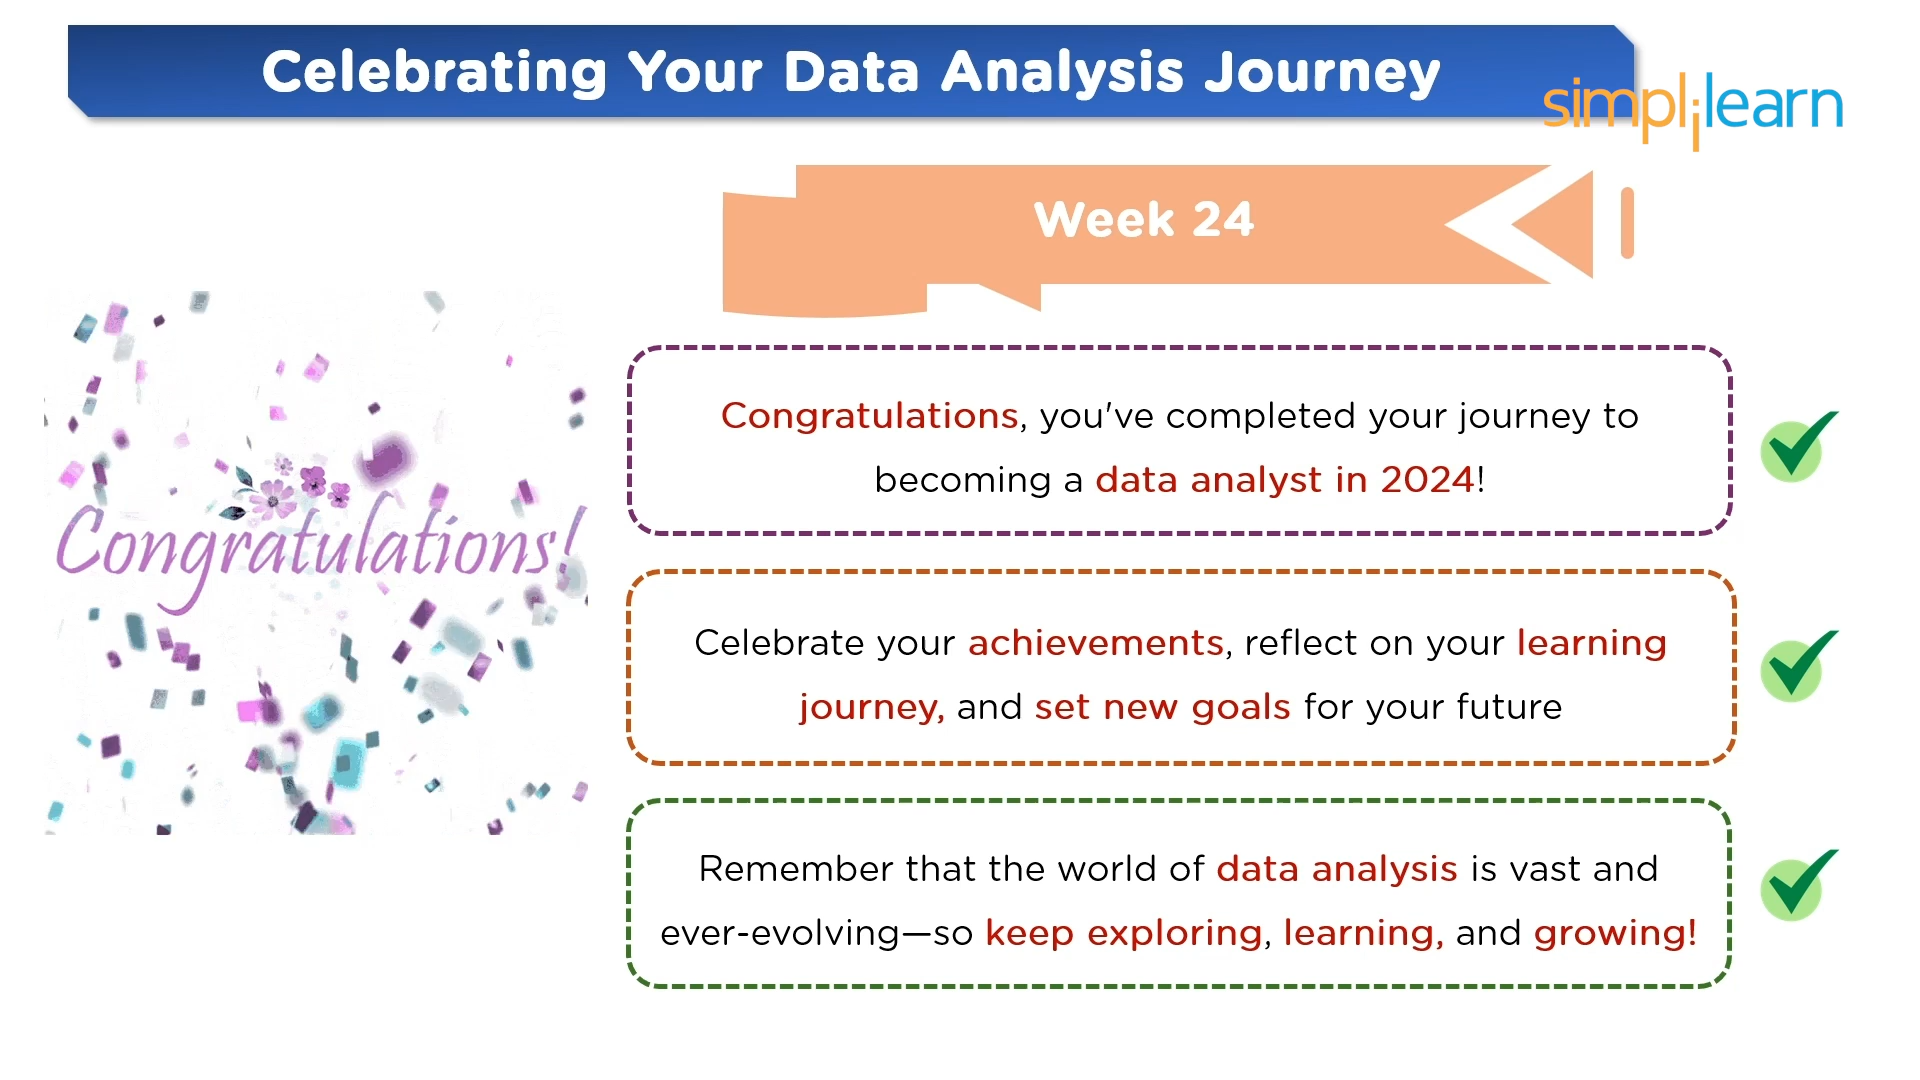 Celebrating Your Data Analysis Journey
simplilearn
Week 24
Congratulations!
Congratulations, you've completed your journey to
becoming a data analyst in 2024!
Celebrate your achievements, reflect on your learning
journey, and set new goals for your future
Remember that the world of data analysis is vast and
ever-evolving—so keep exploring, learning, and growing!